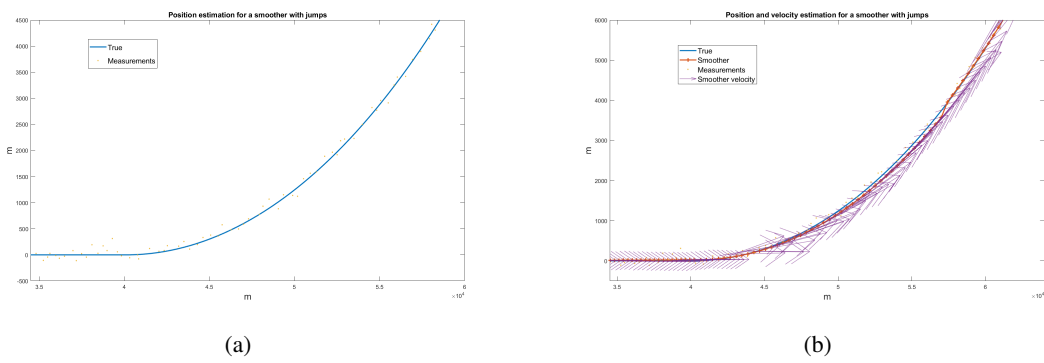 Position estimation for a smoother with jumps
4500
4000
3500
3000
2500
2000
1500
1000
500
0
-500
m
True
Measurements
3.5
4
4.5
5
5.5
6
×10⁴
m
(a)
Position and velocity estimation for a smoother with jumps
6000
5000
4000
3000
2000
1000
0
m
True
Smoother
Measurements
Smoother velocity
3.5
4
4.5
5
5.5
6
×10⁴
m
(b)